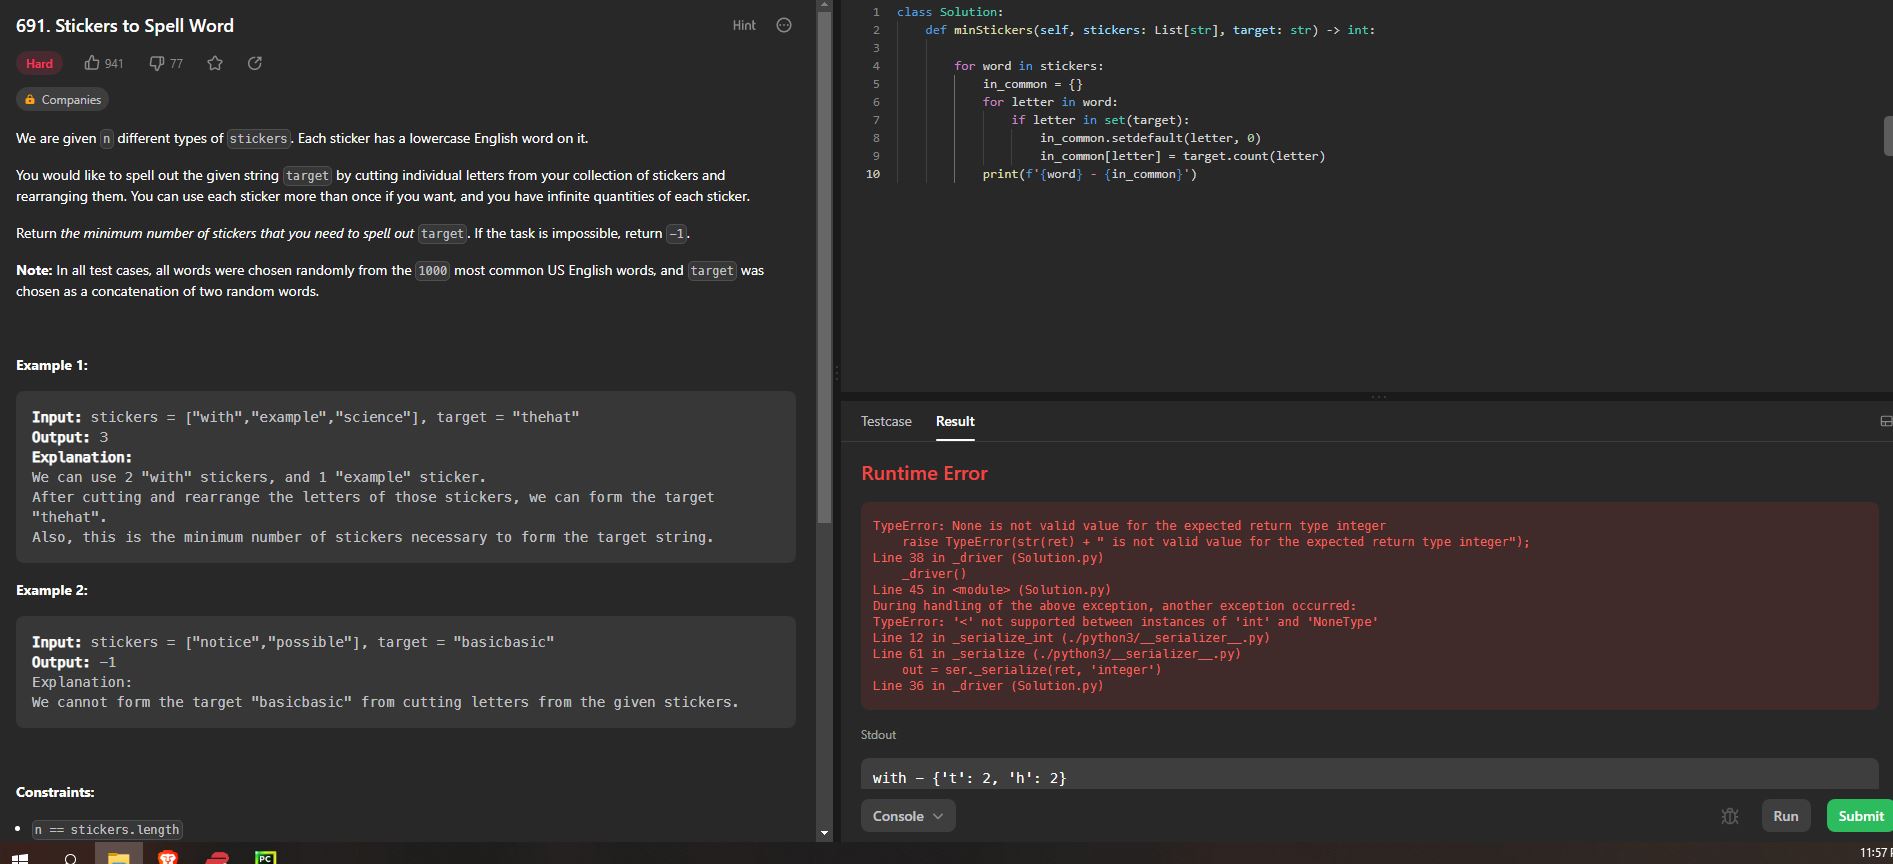 691. Stickers to Spell Word
Hint
Hard 941 77
Companies
We are given n different types of stickers. Each sticker has a lowercase English word on it.
You would like to spell out the given string target by cutting individual letters from your collection of stickers and
rearranging them. You can use each sticker more than once if you want, and you have infinite quantities of each sticker.
Return the minimum number of stickers that you need to spell out target. If the task is impossible, return -1.
Note: In all test cases, all words were chosen randomly from the 1000 most common US English words, and target was
chosen as a concatenation of two random words.
Example 1:
Input: stickers = ["with","example","science"], target = "thehat"
Output: 3
Explanation:
We can use 2 "with" stickers, and 1 "example" sticker.
After cutting and rearrange the letters of those stickers, we can form the target
"thehat".
Also, this is the minimum number of stickers necessary to form the target string.
Example 2:
Input: stickers = ["notice","possible"], target = "basicbasic"
Output: -1
Explanation:
We cannot form the target "basicbasic" from cutting letters from the given stickers.
Constraints:
• n == stickers.length
1 class Solution:
2 def minStickers(self, stickers: List[str], target: str) -> int:
3
4 for word in stickers:
5 in_common = {}
6 for letter in word:
7 if letter in set(target):
8 in_common.setdefault(letter, 0)
9 in_common[letter] = target.count(letter)
10 print(f'{word} - {in_common}')
Testcase Result
Runtime Error
TypeError: None is not valid value for the expected return type integer
raise TypeError(str(ret) + " is not valid value for the expected return type integer");
Line 38 in _driver (Solution.py)
_driver()
Line 45 in <module> (Solution.py)
During handling of the above exception, another exception occurred:
TypeError: '<' not supported between instances of 'int' and 'NoneType'
Line 12 in _serialize_int (./python3/__serializer__.py)
Line 61 in _serialize (./python3/__serializer__.py)
out = ser._serialize(ret, 'integer')
Line 36 in _driver (Solution.py)
Stdout
with - {'t': 2, 'h': 2}
Console Run Submit
PC
11:57